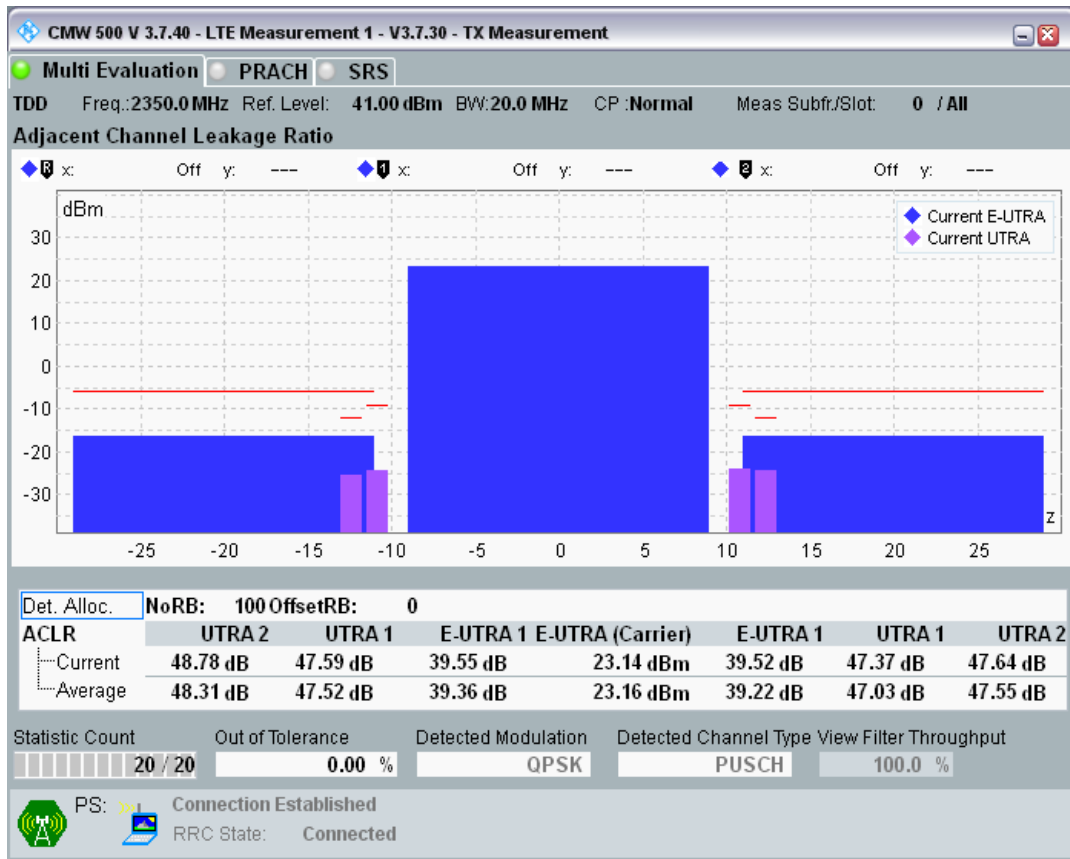 CMW 500 V 3.7.40 - LTE Measurement 1 - V3.7.30 - TX Measurement
Multi Evaluation PRACH SRS
TDD Freq.:2350.0 MHz Ref. Level: 41.00 dBm BW:20.0 MHz CP :Normal Meas Subfr./Slot: 0 / All
Adjacent Channel Leakage Ratio
R x: Off y: --- 1 x: Off y: --- 2 x: Off y: ---
dBm
Current E-UTRA
Current UTRA
30
20
10
0
-10
-20
-30
z
-25 -20 -15 -10 -5 0 5 10 15 20 25
Det. Alloc. NoRB: 100 OffsetRB: 0
ACLR UTRA 2 UTRA 1 E-UTRA 1 E-UTRA (Carrier) E-UTRA 1 UTRA 1 UTRA 2
Current 48.78 dB 47.59 dB 39.55 dB 23.14 dBm 39.52 dB 47.37 dB 47.64 dB
Average 48.31 dB 47.52 dB 39.36 dB 23.16 dBm 39.22 dB 47.03 dB 47.55 dB
Statistic Count Out of Tolerance Detected Modulation Detected Channel Type View Filter Throughput
20 / 20 0.00 % QPSK PUSCH 100.0 %
PS: Connection Established
RRC State: Connected